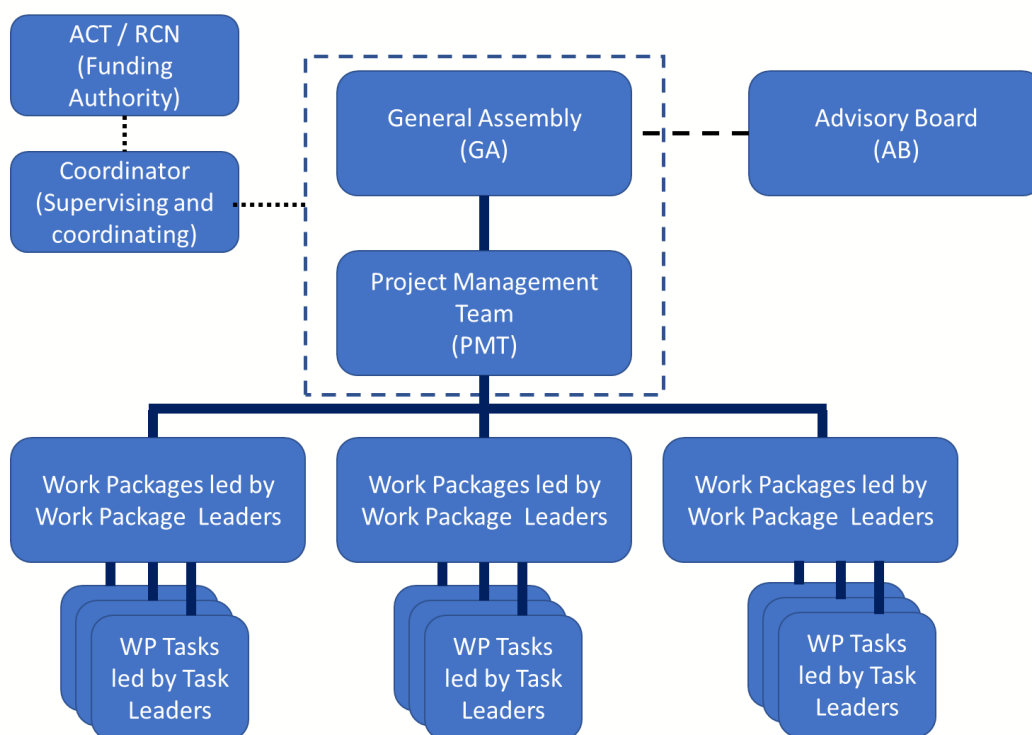 ACT / RCN
(Funding
Authority)
General Assembly
(GA)
Advisory Board
(AB)
Coordinator
(Supervising and
coordinating)
Project Management
Team
(PMT)
Work Packages led by
Work Package  Leaders
Work Packages led by
Work Package  Leaders
Work Packages led by
Work Package  Leaders
WP Tasks
led by Task
Leaders
WP Tasks
led by Task
Leaders
WP Tasks
led by Task
Leaders